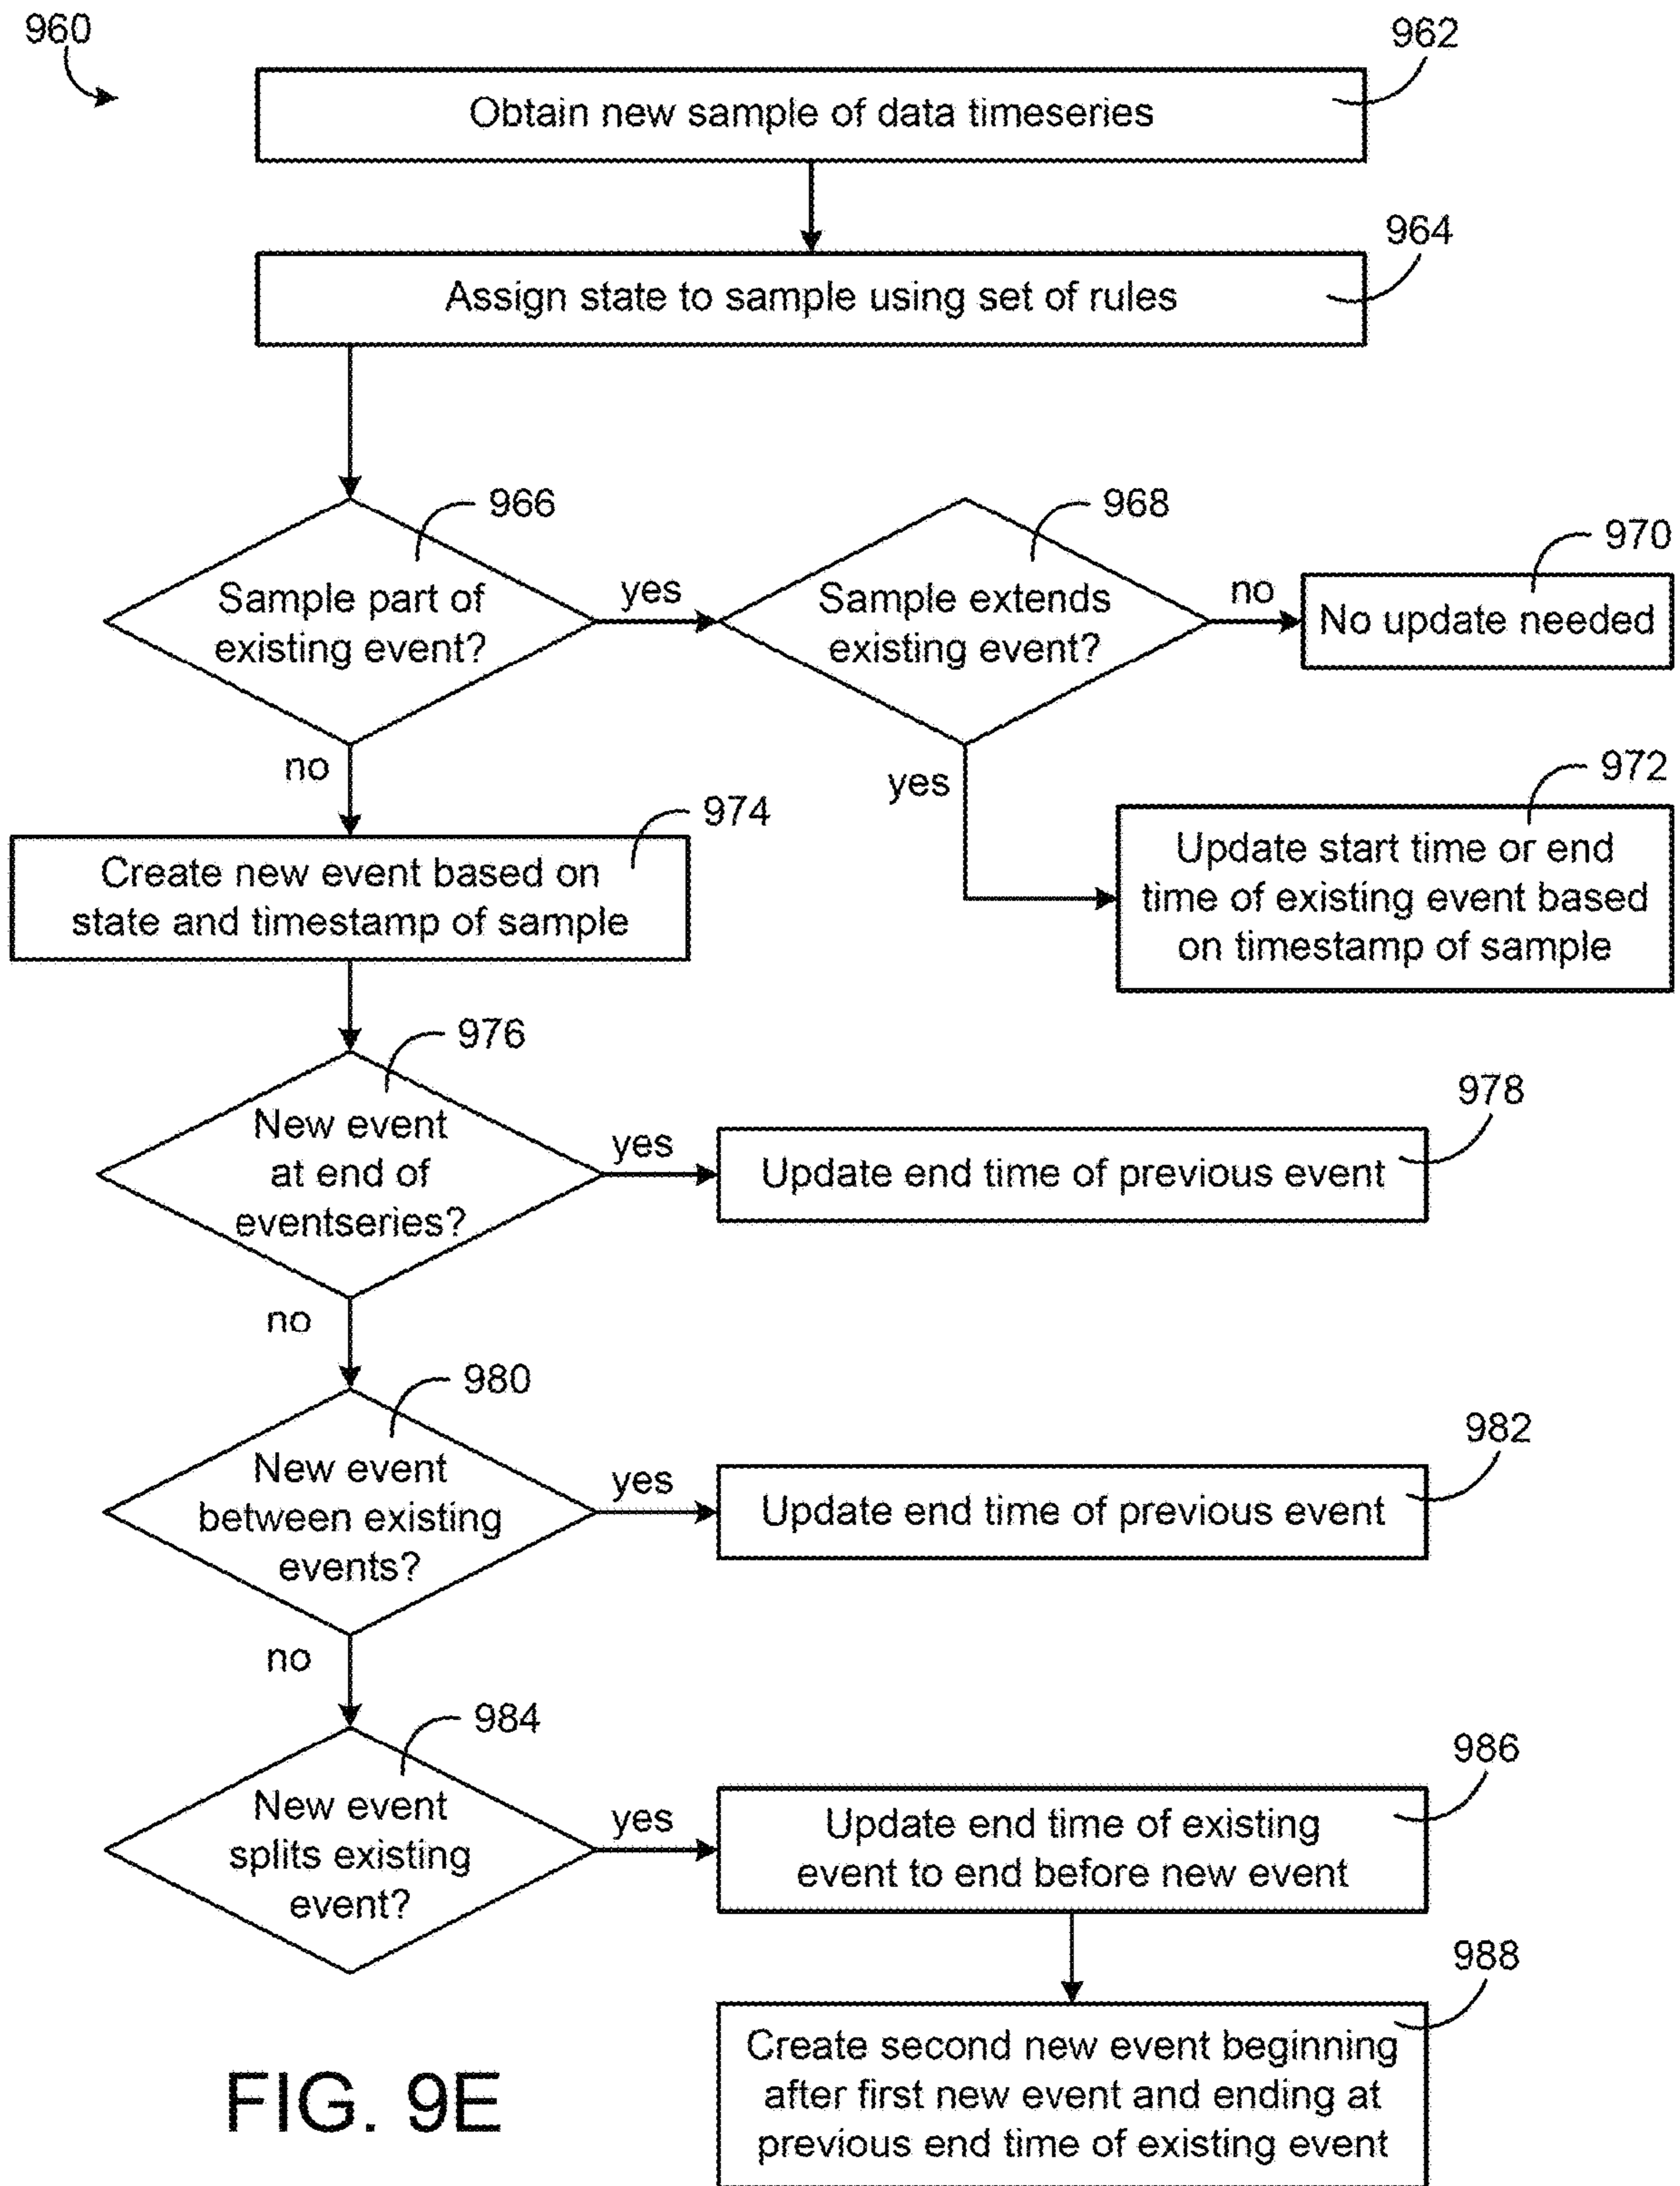 960
962
Obtain new sample of data timeseries
964
Assign state to sample using set of rules
966
Sample part of
existing event?
yes
968
Sample extends
existing event?
no
970
No update needed
no
yes
972
Update start time or end
time of existing event based
on timestamp of sample
974
Create new event based on
state and timestamp of sample
976
New event
at end of
eventseries?
yes
978
Update end time of previous event
no
980
New event
between existing
events?
yes
982
Update end time of previous event
no
984
New event
splits existing
event?
yes
986
Update end time of existing
event to end before new event
988
Create second new event beginning
after first new event and ending at
previous end time of existing event
FIG. 9E